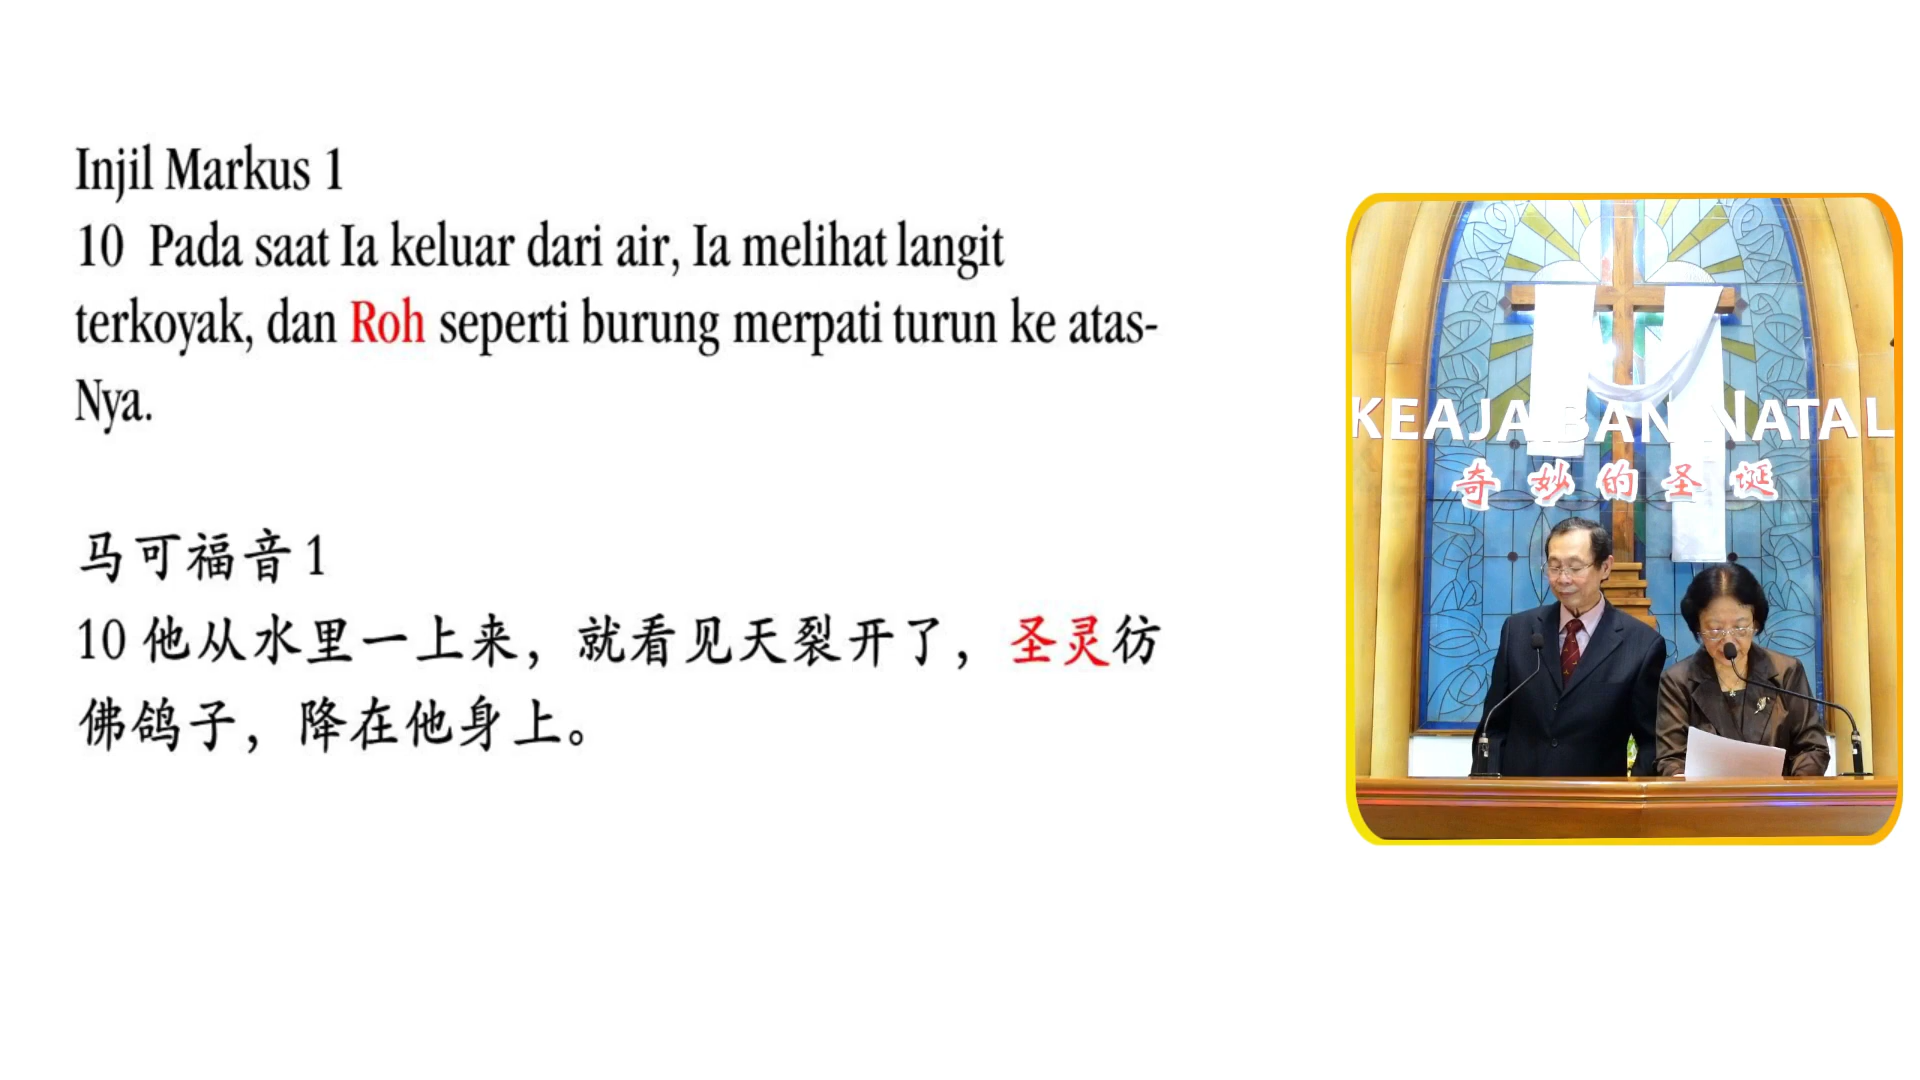 Injil Markus 1
10 Pada saat Ia keluar dari air, Ia melihat langit
terkoyak, dan Roh seperti burung merpati turun ke atas-
Nya.
马可福音1
10 他从水里一上来，就看见天裂开了，圣灵彷
佛鸽子，降在他身上。
KEAJAIBAN NATAL
奇妙的圣诞